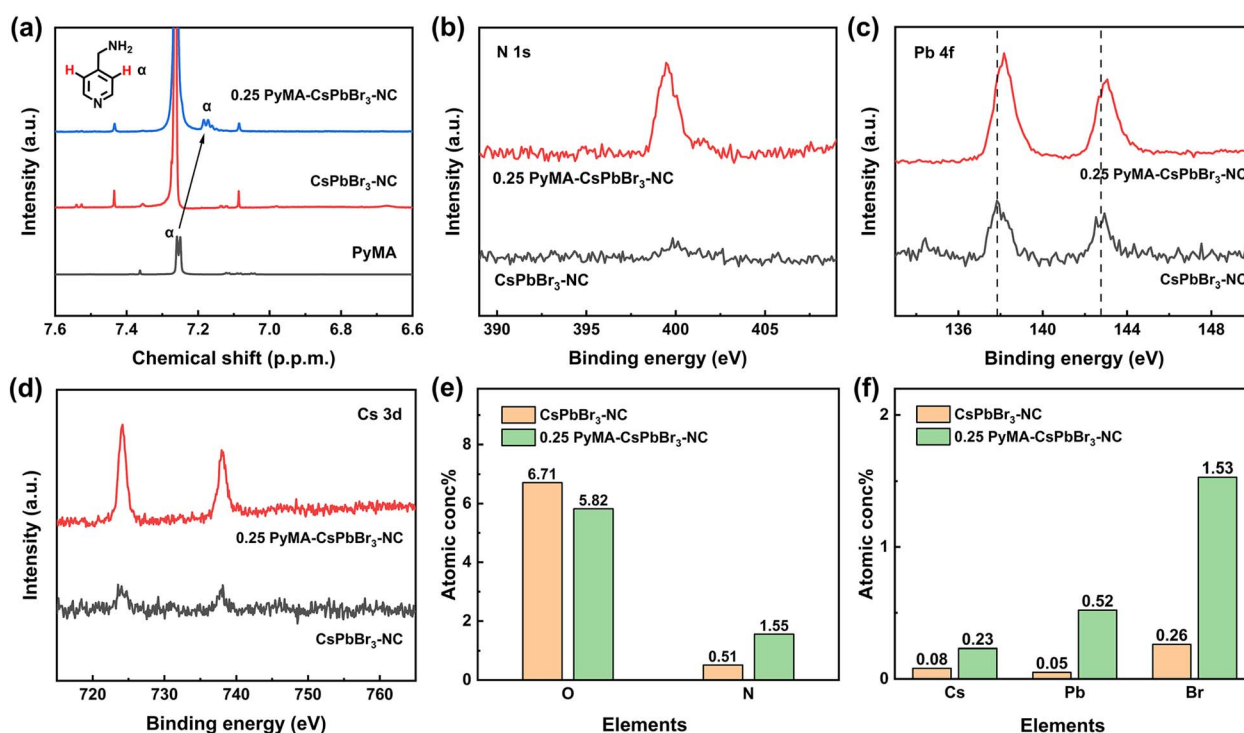 (a)
NH₂
H
H α
N
0.25 PyMA-CsPbBr₃-NC
α
CsPbBr₃-NC
α
PyMA
7.6 7.4 7.2 7.0 6.8 6.6
Chemical shift (p.p.m.)
Intensity (a.u.)
(b)
N 1s
0.25 PyMA-CsPbBr₃-NC
CsPbBr₃-NC
390 395 400 405
Binding energy (eV)
Intensity (a.u.)
(c)
Pb 4f
0.25 PyMA-CsPbBr₃-NC
CsPbBr₃-NC
136 140 144 148
Binding energy (eV)
Intensity (a.u.)
(d)
Cs 3d
0.25 PyMA-CsPbBr₃-NC
CsPbBr₃-NC
720 730 740 750 760
Binding energy (eV)
Intensity (a.u.)
(e)
CsPbBr₃-NC
0.25 PyMA-CsPbBr₃-NC
8
6
4
2
0
6.71
5.82
0.51
1.55
O N
Elements
Atomic conc%
(f)
CsPbBr₃-NC
0.25 PyMA-CsPbBr₃-NC
2
1
0
0.08
0.23
0.05
0.52
0.26
1.53
Cs Pb Br
Elements
Atomic conc%